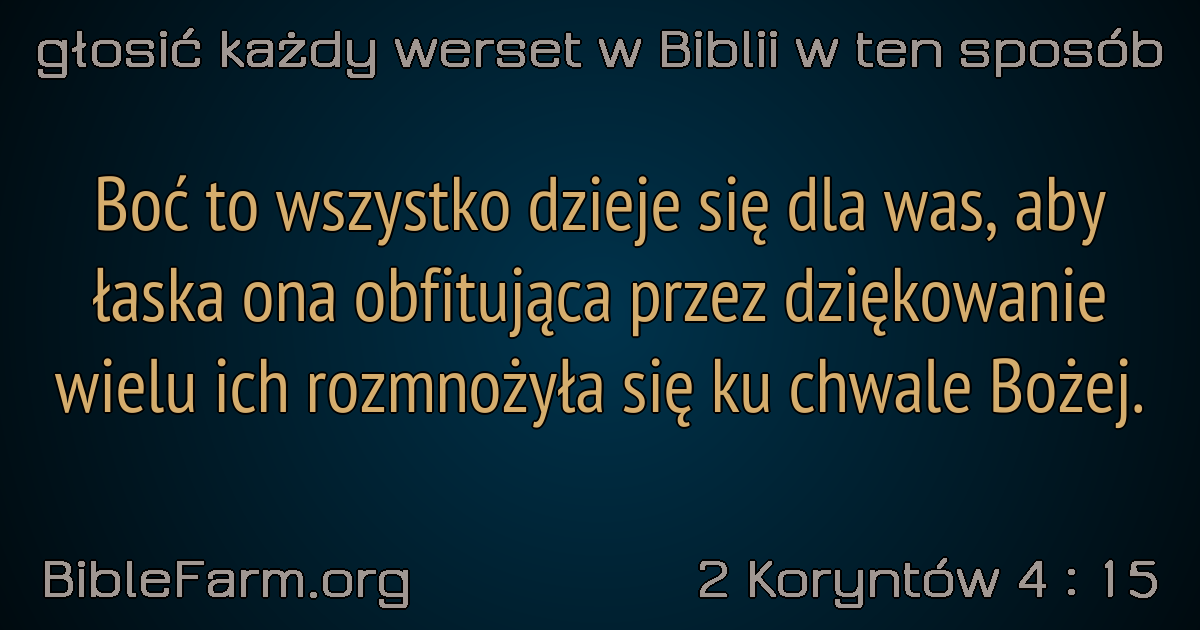 głosić każdy werset w Biblii w ten sposób
Boć to wszystko dzieje się dla was, aby
łaska ona obfitująca przez dziękowanie
wielu ich rozmnożyła się ku chwale Bożej.
BibleFarm.org
2 Koryntów 4 : 15